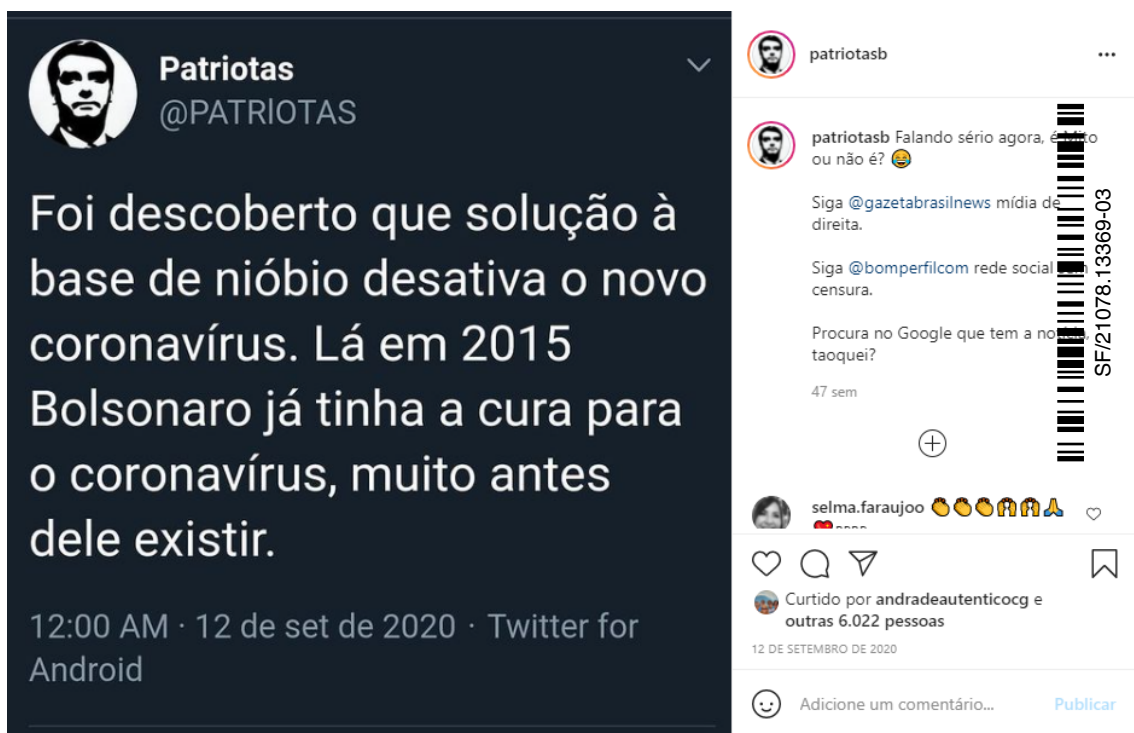 Patriotas
@PATRlOTAS
Foi descoberto que solução à
base de nióbio desativa o novo
coronavírus. Lá em 2015
Bolsonaro já tinha a cura para
o coronavírus, muito antes
dele existir.
12:00 AM · 12 de set de 2020 · Twitter for
Android
patriotasb
patriotasb Falando sério agora, é Mito
ou não é? 😂
Siga @gazetabrasilnews mídia de
direita.
Siga @bomperfilcom rede social sem
censura.
Procura no Google que tem a notícia,
taoquei?
47 sem
selma.faraujoo 👏👏👏🙌🙌🙏
Curtido por andradeautenticocg e
outras 6.022 pessoas
12 DE SETEMBRO DE 2020
Adicione um comentário... Publicar
SF/21078.13369-03